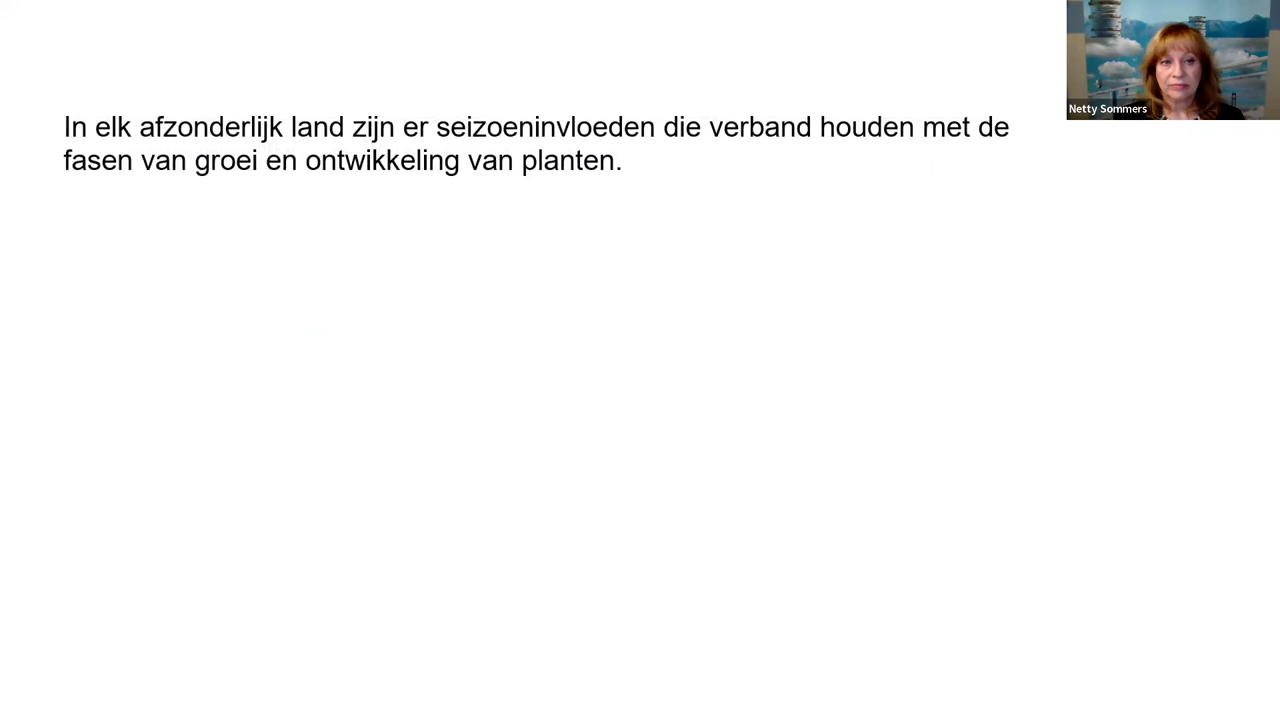 In elk afzonderlijk land zijn er seizoeninvloeden die verband houden met de
fasen van groei en ontwikkeling van planten.
Netty Sommers